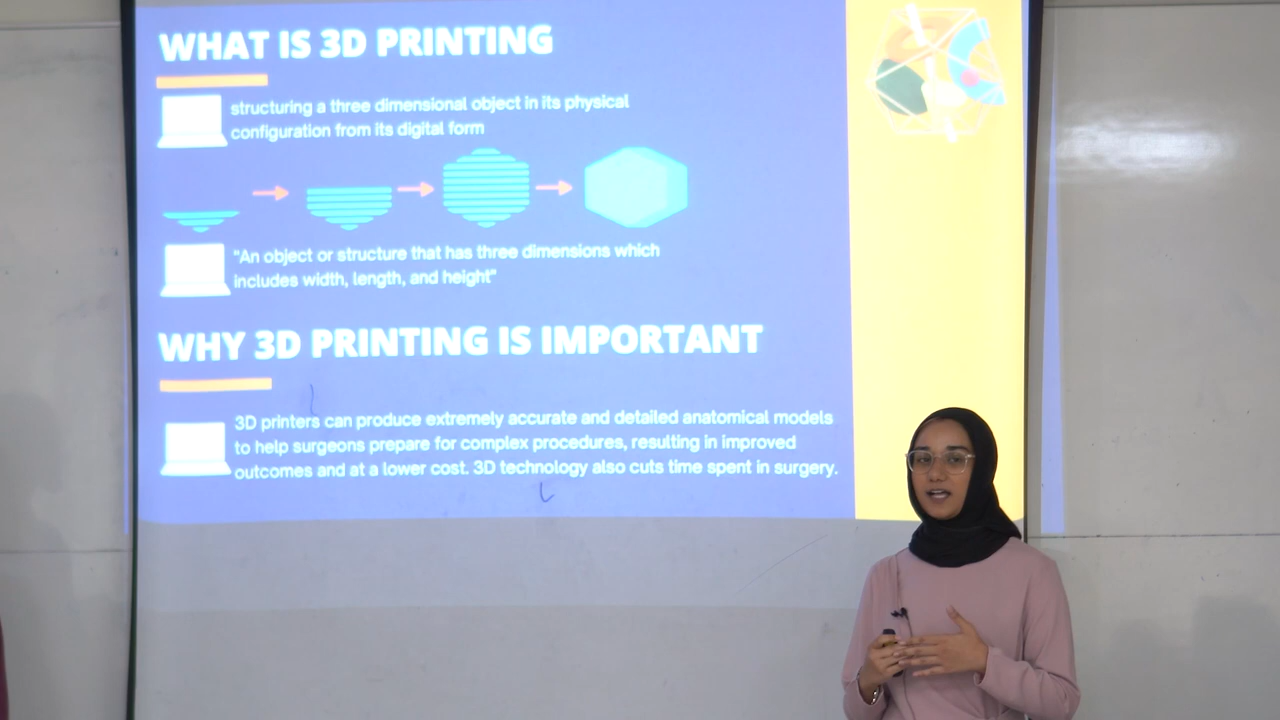 WHAT IS 3D PRINTING
structuring a three dimensional object in its physical
configuration from its digital form
"An object or structure that has three dimensions which
includes width, length, and height"
WHY 3D PRINTING IS IMPORTANT
3D printers can produce extremely accurate and detailed anatomical models
to help surgeons prepare for complex procedures, resulting in improved
outcomes and at a lower cost. 3D technology also cuts time spent in surgery.